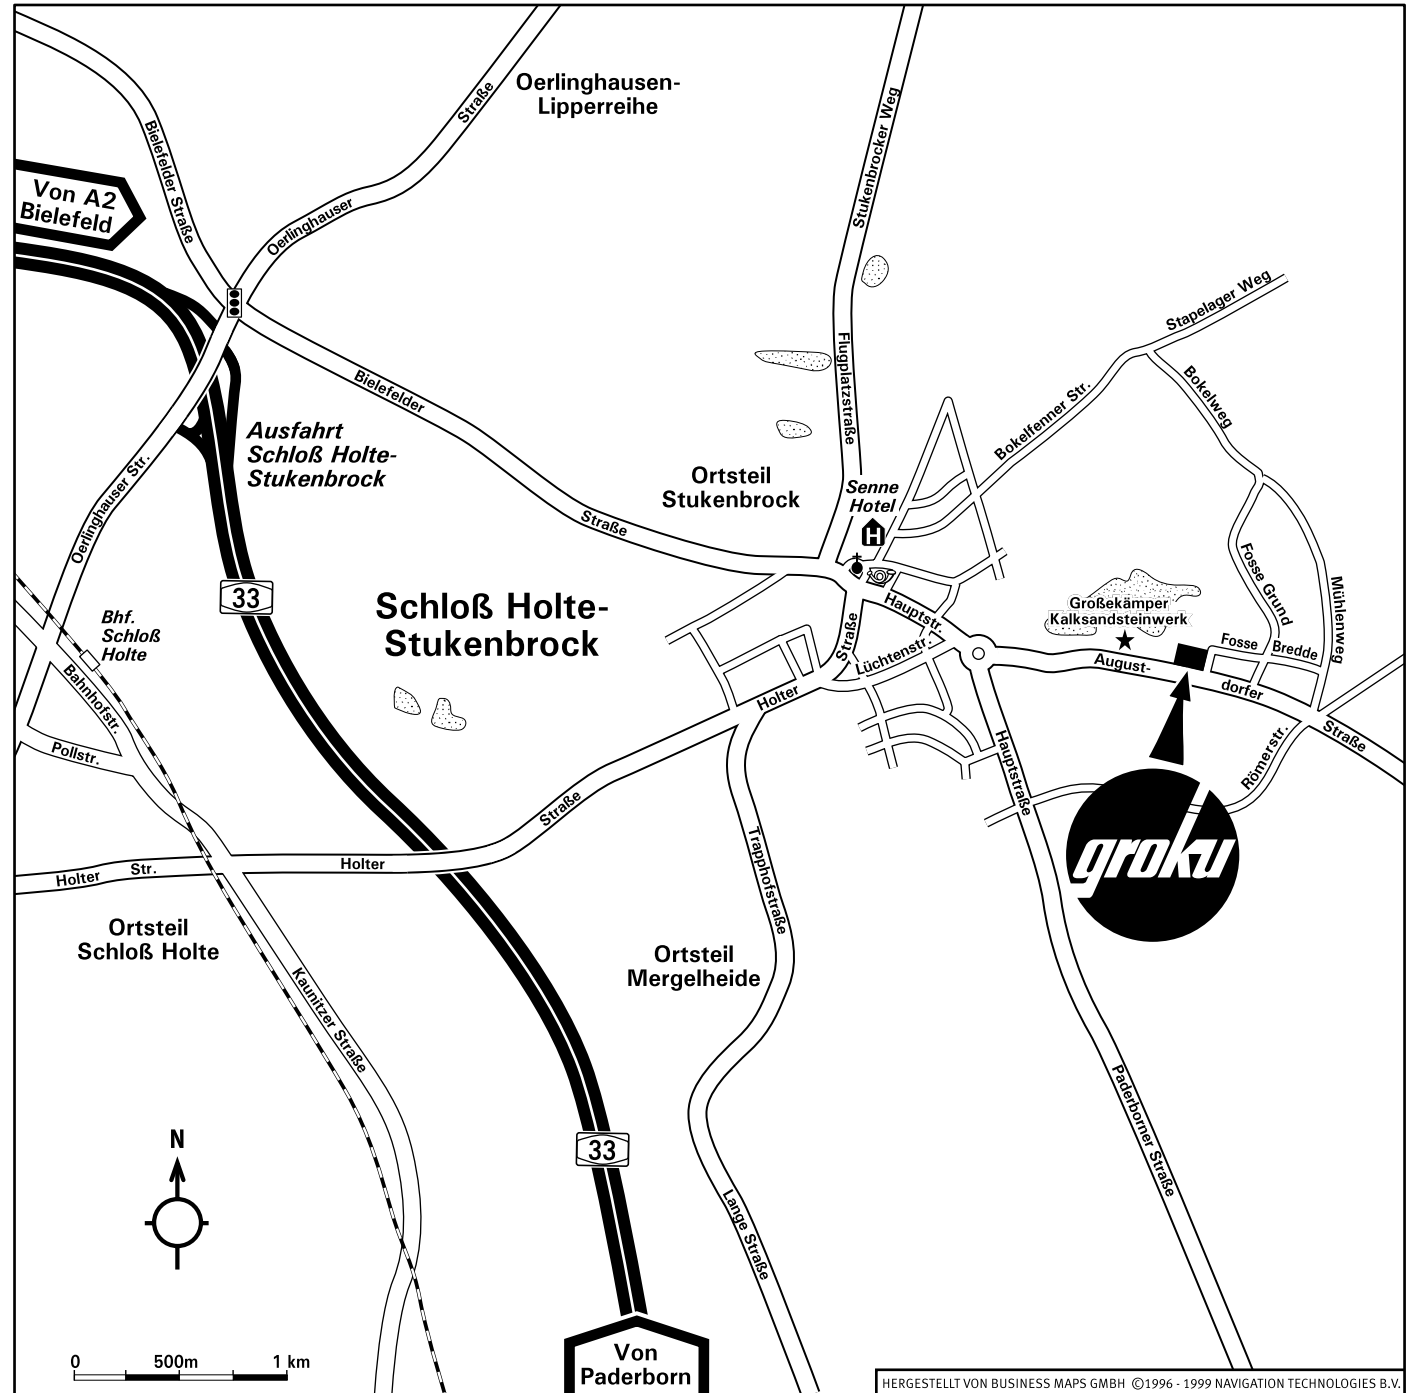 Oerlinghausen-
Lipperreihe
Straße
Stukenbrocker Weg
Bielefelder Straße
Von A2
Bielefeld
Oerlinghauser
Stapelager Weg
Flugplatzstraße
Bielefelder
Bokelweg
Bokelfenner Str.
Ausfahrt
Schloß Holte-
Stukenbrock
Oerlinghauser Str.
Ortsteil
Stukenbrock
Senne
Hotel
H
Straße
33
Schloß Holte-
Stukenbrock
Hauptstr.
Fosse Grund
Mühlenweg
Großekämper
Kalksandsteinwerk
Bhf.
Schloß
Holte
Straße
Lüchtenstr.
Fosse Bredde
August-
dorfer
Straße
Bahnhofstr.
Holter
Pollstr.
Hauptstraße
Römerstr.
Straße
Trapphofstraße
groku
Holter
Str.
Holter
Ortsteil
Schloß Holte
Ortsteil
Mergelheide
Kaunitzer Straße
Paderborner Straße
N
33
Lange Straße
Von
Paderborn
0 500m 1 km
HERGESTELLT VON BUSINESS MAPS GMBH ©1996 - 1999 NAVIGATION TECHNOLOGIES B.V.